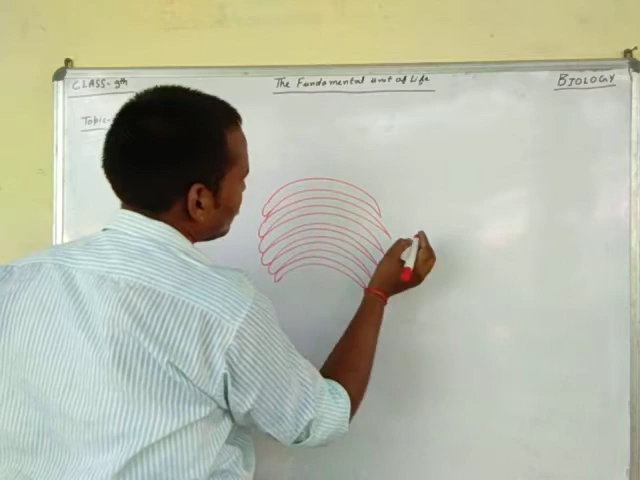 CLASS- 9th
The Fundamental unit of Life
BIOLOGY
Topic-